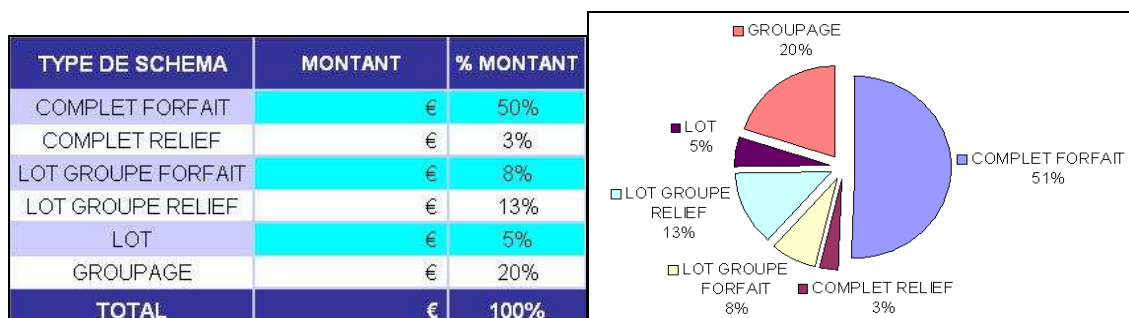 TYPE DE SCHEMA MONTANT % MONTANT
COMPLET FORFAIT € 50%
COMPLET RELIEF € 3%
LOT GROUPE FORFAIT € 8%
LOT GROUPE RELIEF € 13%
LOT € 5%
GROUPAGE € 20%
TOTAL € 100%
GROUPAGE
20%
LOT
5%
COMPLET FORFAIT
51%
LOT GROUPE
RELIEF
13%
LOT GROUPE
FORFAIT
8%
COMPLET RELIEF
3%